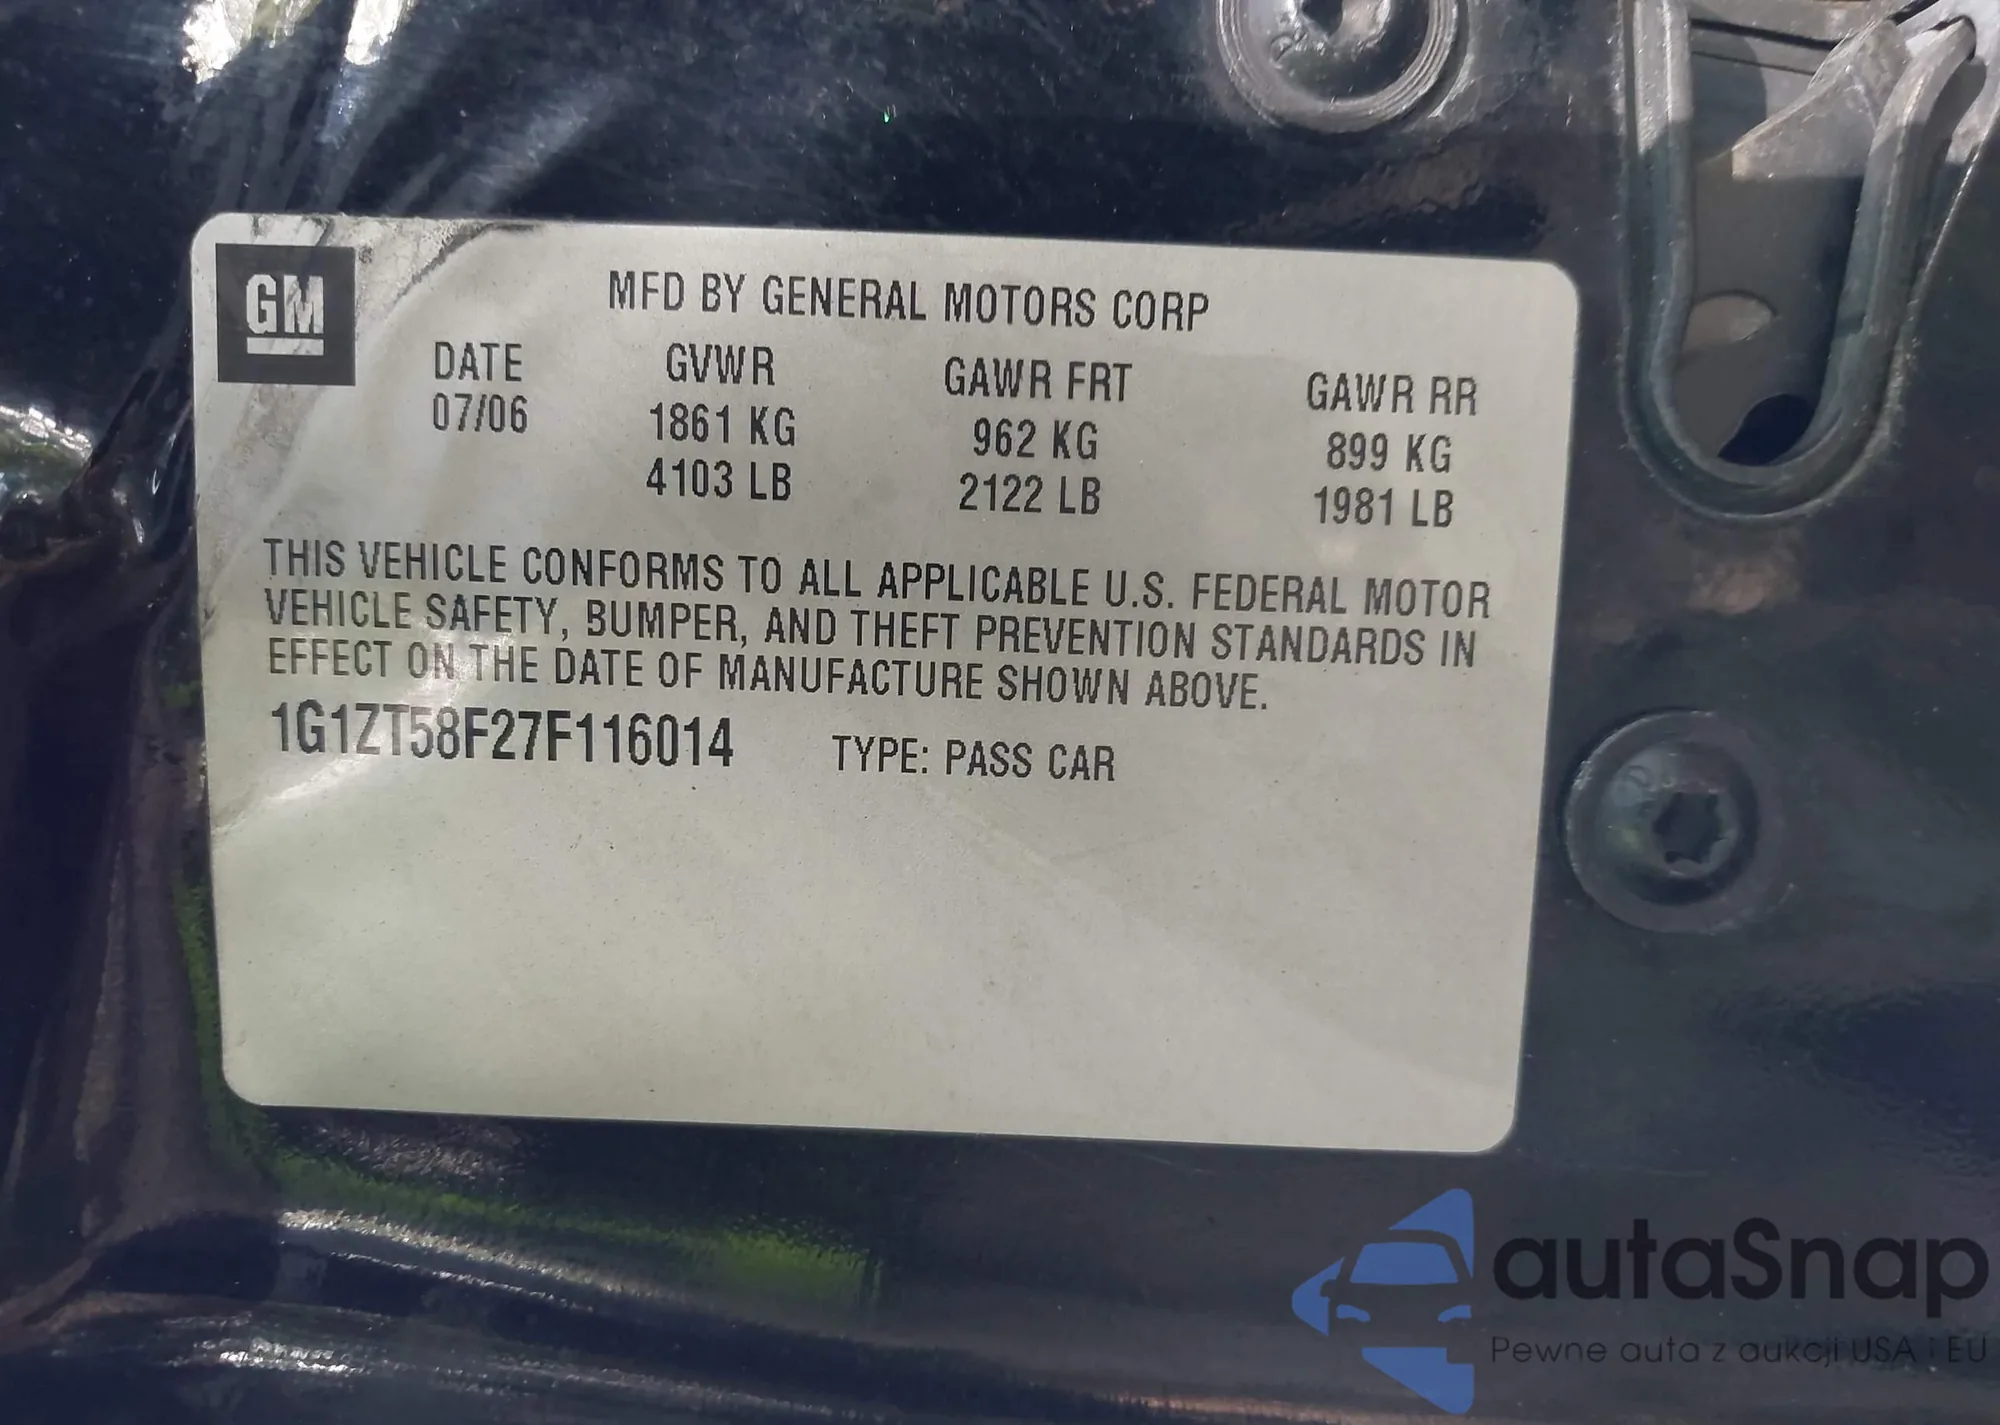 GM
MFD BY GENERAL MOTORS CORP
DATE GVWR GAWR FRT GAWR RR
07/06 1861 KG 962 KG 899 KG
4103 LB 2122 LB 1981 LB
THIS VEHICLE CONFORMS TO ALL APPLICABLE U.S. FEDERAL MOTOR
VEHICLE SAFETY, BUMPER, AND THEFT PREVENTION STANDARDS IN
EFFECT ON THE DATE OF MANUFACTURE SHOWN ABOVE.
1G1ZT58F27F116014 TYPE: PASS CAR
autaSnap
Pewne auta z aukcji USA i EU